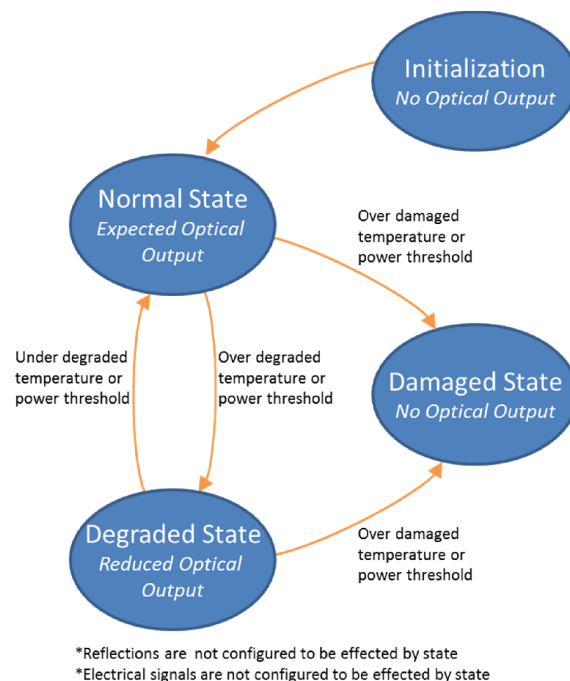 Initialization
No Optical Output
Normal State
Expected Optical
Output
Over damaged
temperature or
power threshold
Under degraded
temperature or
power threshold
Over degraded
temperature or
power threshold
Damaged State
No Optical Output
Degraded State
Reduced Optical
Output
Over damaged
temperature or
power threshold
*Reflections are  not configured to be effected by state
*Electrical signals are not configured to be effected by state